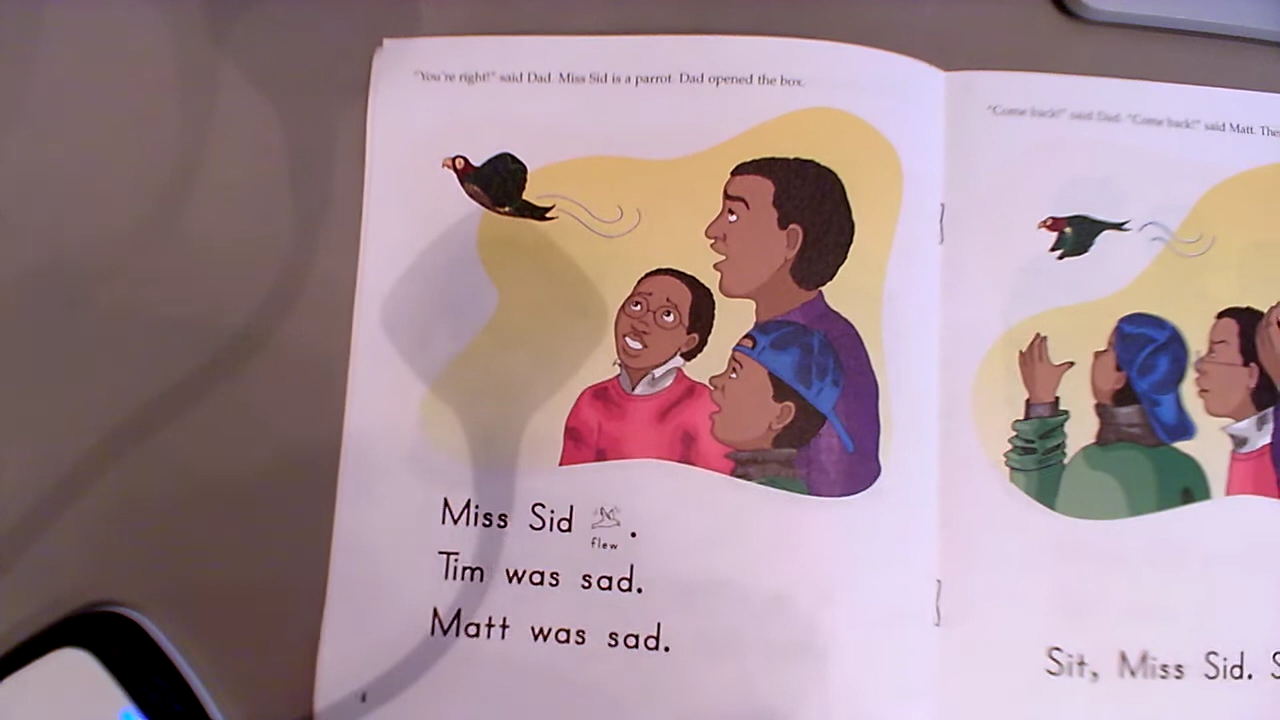 "You're right!" said Dad. Miss Sid is a parrot. Dad opened the box.
Miss Sid .
flew
Tim was sad.
Matt was sad.
"Come back!" said Dad. "Come back!" said Matt.
Sit, Miss Sid.